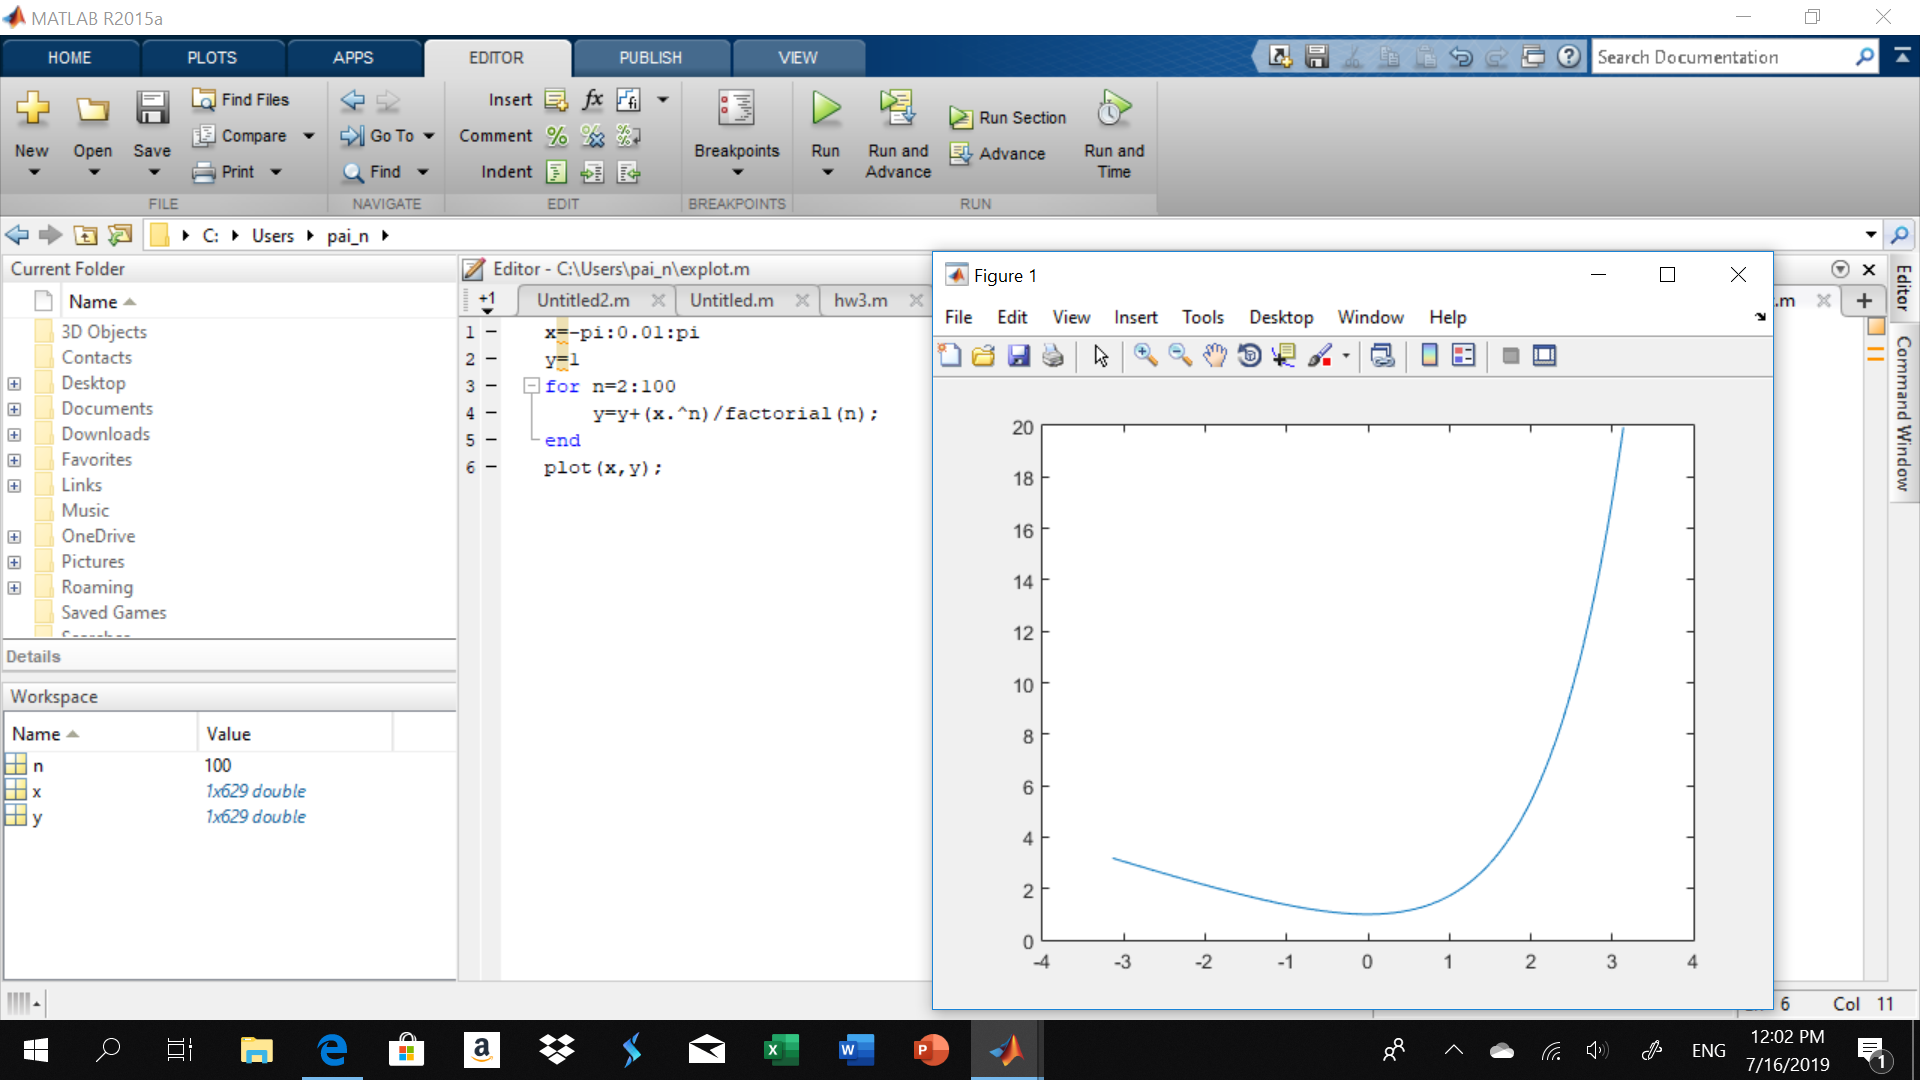 MATLAB R2015a
HOME PLOTS APPS EDITOR PUBLISH VIEW
Search Documentation
New Open Save Find Files Compare Print
FILE
Go To Find
NAVIGATE
Insert fx
Comment
Indent
EDIT
Breakpoints
BREAKPOINTS
Run Run and Advance Run Section Advance Run and Time
RUN
C: Users pai_n
Current Folder
Name
3D Objects
Contacts
Desktop
Documents
Downloads
Favorites
Links
Music
OneDrive
Pictures
Roaming
Saved Games
Details
Workspace
Name Value
n 100
x 1x629 double
y 1x629 double
Editor - C:\Users\pai_n\explot.m
+1 Untitled2.m Untitled.m hw3.m
1 x=-pi:0.01:pi
2 y=1
3 for n=2:100
4 y=y+(x.^n)/factorial(n);
5 end
6 plot(x,y);
Figure 1
File Edit View Insert Tools Desktop Window Help
20
18
16
14
12
10
8
6
4
2
0
-4 -3 -2 -1 0 1 2 3 4
.m
Editor
Command Window
6 Col 11
ENG
12:02 PM
7/16/2019
1